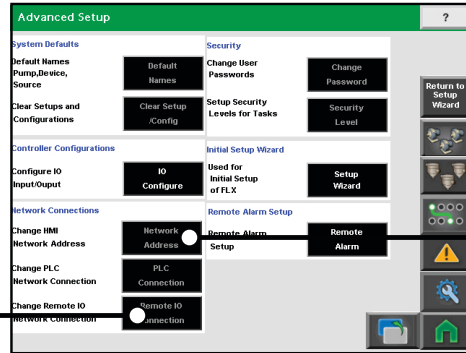 Advanced Setup
?
System Defaults
Default Names
Pump,Device,
Source
Default
Names
Clear Setups and
Configurations
Clear Setup
/Config
Security
Change User
Passwords
Change
Password
Setup Security
Levels for Tasks
Security
Level
Return to
Setup
Wizard
Controller Configurations
Configure IO
Input/Ouput
IO
Configure
Initial Setup Wizard
Used for
Initial Setup
of FLX
Setup
Wizard
Network Connections
Change HMI
Network Address
Network
Address
Change PLC
Network Connection
PLC
Connection
Change Remote IO
Network Connection
Remote IO
Connection
Remote Alarm Setup
Remote Alarm
Setup
Remote
Alarm